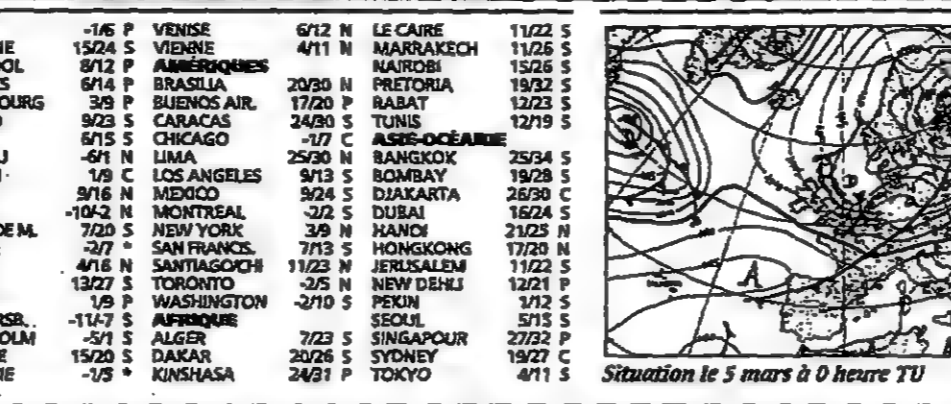 -1/6 P
15/24 S
8/12 P
6/14 P
OURG 3/9 P
9/23 S
6/15 S
-6/1 N
1/9 C
9/16 N
-10/-2 N
DE M. 7/20 S
-2/7 *
4/16 N
13/27 S
1/9 P
-11/-7 S
OLM -5/1 S
15/20 S
-1/5 *
VENISE 6/12 N
VIENNE 4/11 N
AMÉRIQUES
BRASILIA 20/30 N
BUENOS AIR. 17/20 P
CARACAS 24/30 S
CHICAGO -1/7 C
LIMA 25/30 N
LOS ANGELES 9/13 S
MEXICO 9/24 S
MONTREAL -2/2 S
NEW YORK 3/9 N
SAN FRANCIS. 7/13 S
SANTIAGO/CHI 11/23 N
TORONTO -2/5 N
WASHINGTON -2/10 S
AFRIQUE
ALGER 7/23 S
DAKAR 20/26 S
KINSHASA 24/31 P
LE CAIRE 11/22 S
MARRAKECH 11/26 S
NAIROBI 15/26 S
PRETORIA 19/32 S
RABAT 12/23 S
TUNIS 12/19 S
ASIE-OCÉANIE
BANGKOK 25/34 S
BOMBAY 19/28 S
DJAKARTA 26/30 C
DUBAI 16/24 S
HANOI 21/25 N
HONGKONG 17/20 N
JERUSALEM 11/22 S
NEW DEHLI 12/21 P
PEKIN 1/12 S
SEOUL 5/15 S
SINGAPOUR 27/32 P
SYDNEY 19/27 C
TOKYO 4/11 S
A
D
Situation le 5 mars à 0 heure TU